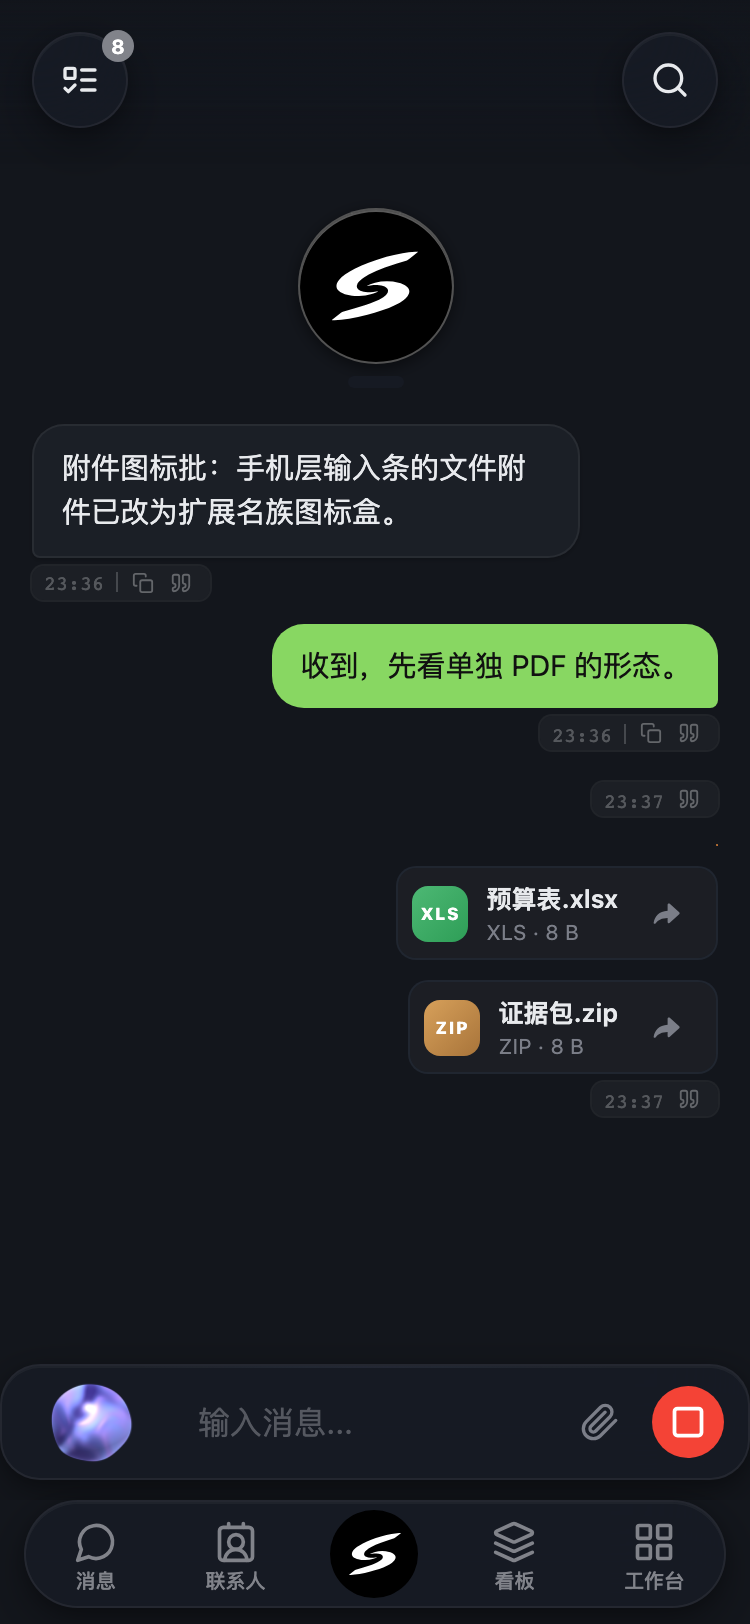 8
附件图标批：手机层输入条的文件附
件已改为扩展名族图标盒。
23:36
收到，先看单独 PDF 的形态。
23:36
23:37
XLS
预算表.xlsx
XLS · 8 B
ZIP
证据包.zip
ZIP · 8 B
23:37
输入消息...
消息
联系人
看板
工作台